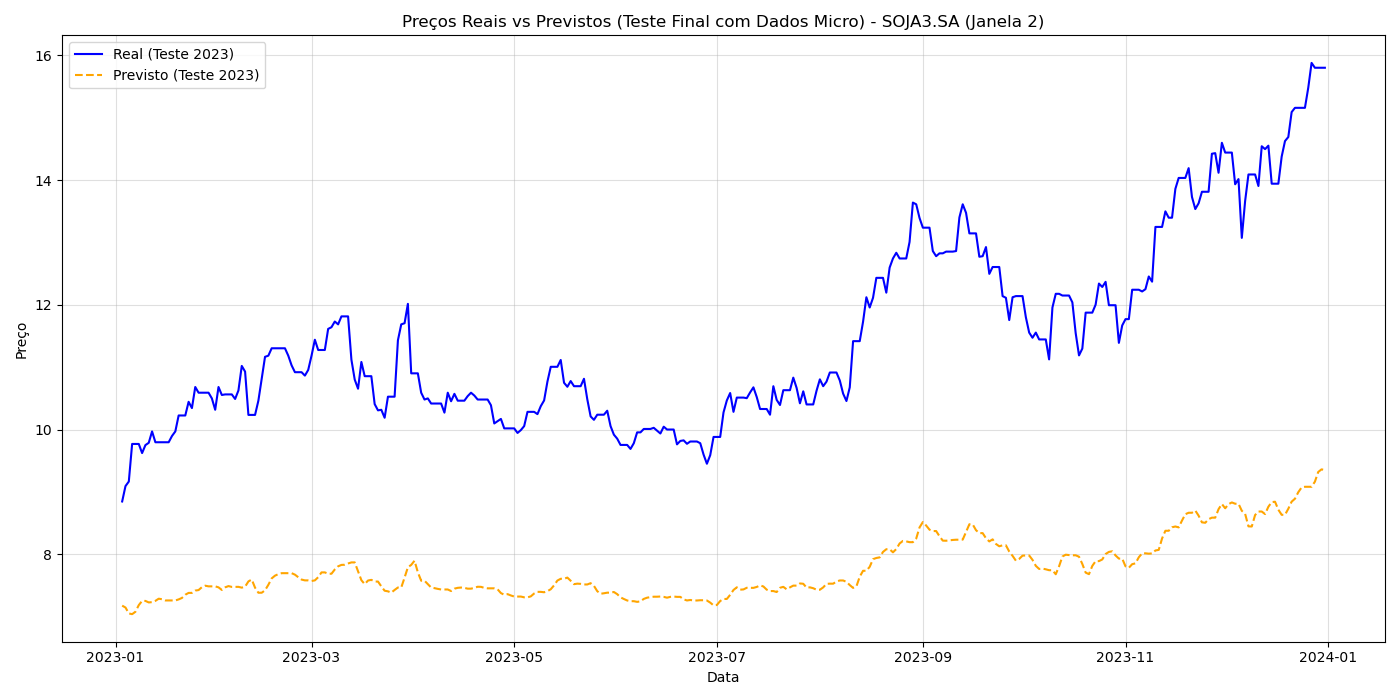 Preços Reais vs Previstos (Teste Final com Dados Micro) - SOJA3.SA (Janela 2)
Real (Teste 2023)
Previsto (Teste 2023)
Preço
16
14
12
10
8
2023-01 2023-03 2023-05 2023-07 2023-09 2023-11 2024-01
Data